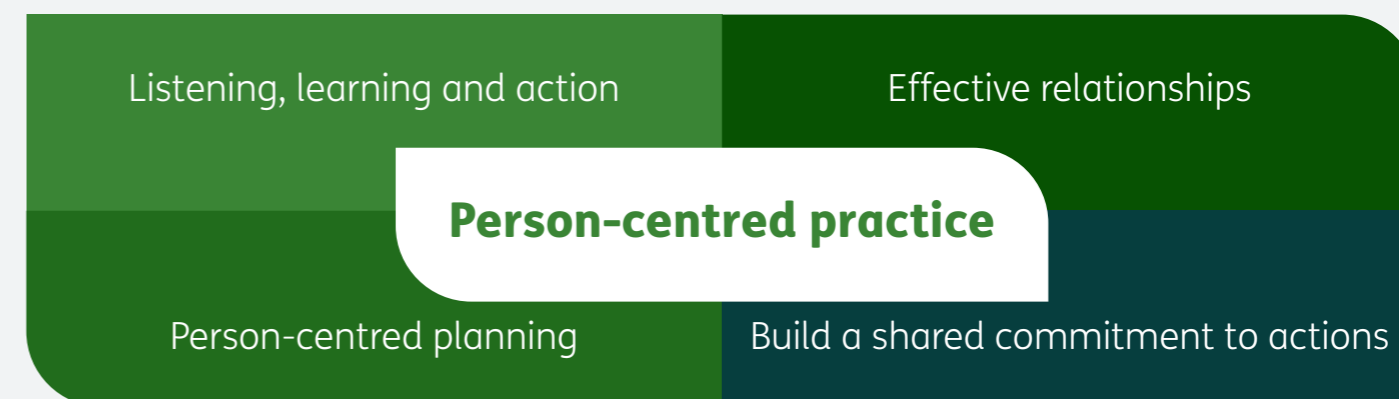 Listening, learning and action
Effective relationships
Person-centred practice
Person-centred planning
Build a shared commitment to actions